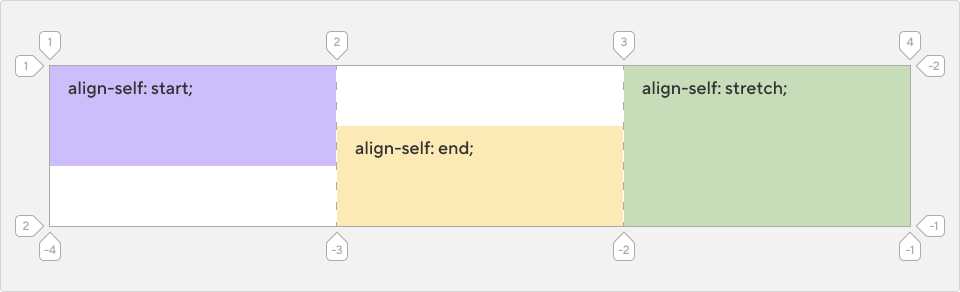 1 2 3 4
1 -2
align-self: start; align-self: stretch;
align-self: end;
2 -1
-4 -3 -2 -1